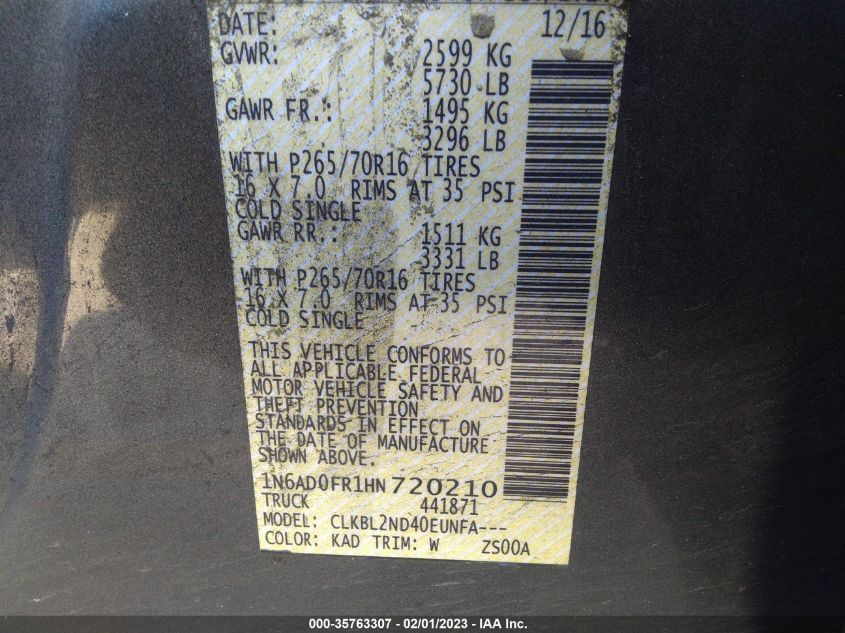 DATE: 12/16
GVWR: 2599 KG
5730 LB
GAWR FR.: 1495 KG
3296 LB
WITH P265/70R16 TIRES
16 X 7.0 RIMS AT 35 PSI
COLD SINGLE
GAWR RR.: 1511 KG
3331 LB
WITH P265/70R16 TIRES
16 X 7.0 RIMS AT 35 PSI
COLD SINGLE
THIS VEHICLE CONFORMS TO
ALL APPLICABLE FEDERAL
MOTOR VEHICLE SAFETY AND
THEFT PREVENTION
STANDARDS IN EFFECT ON
THE DATE OF MANUFACTURE
SHOWN ABOVE.
1N6AD0FR1HN720210
TRUCK 441871
MODEL: CLKBL2ND40EUNFA---
COLOR: KAD TRIM: W ZS00A
000-35763307 - 02/01/2023 - IAA Inc.